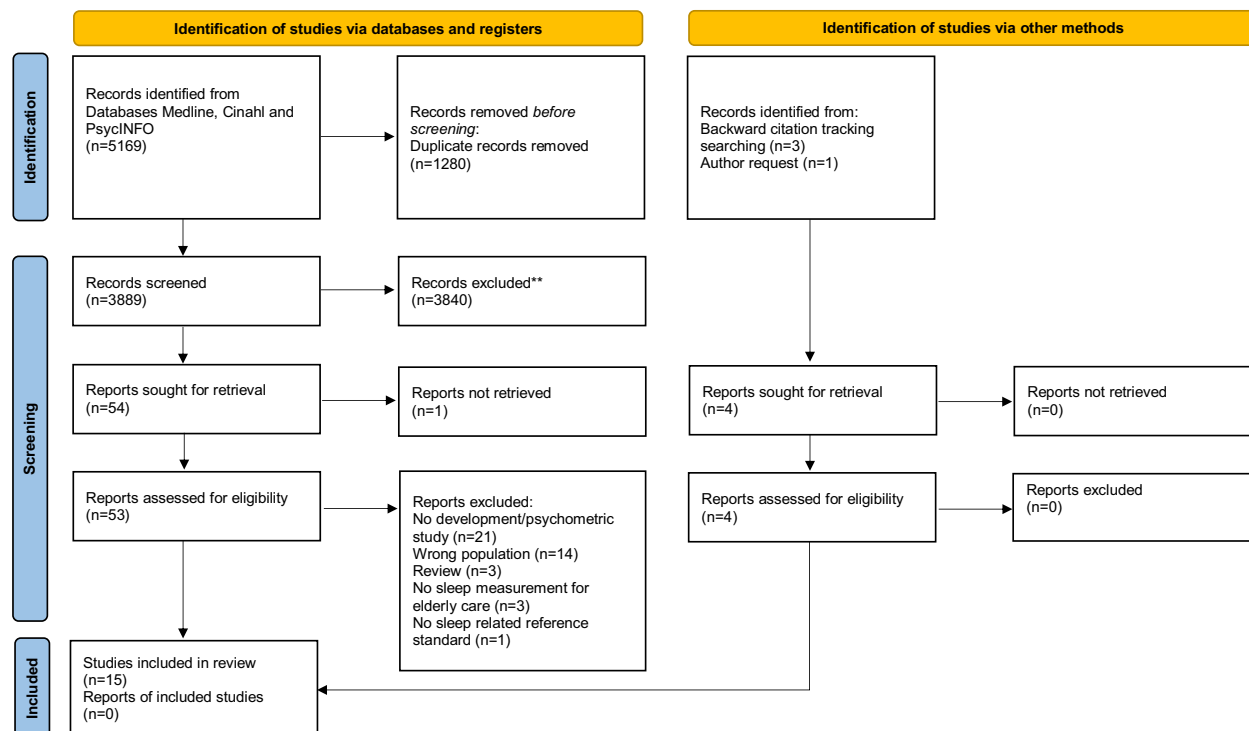 Identification of studies via databases and registers
Identification of studies via other methods
Identification
Records identified from
Databases Medline, Cinahl and
PsycINFO
(n=5169)
Records removed before
screening:
Duplicate records removed
(n=1280)
Records identified from:
Backward citation tracking
searching (n=3)
Author request (n=1)
Screening
Records screened
(n=3889)
Records excluded**
(n=3840)
Reports sought for retrieval
(n=54)
Reports not retrieved
(n=1)
Reports sought for retrieval
(n=4)
Reports not retrieved
(n=0)
Reports assessed for eligibility
(n=53)
Reports excluded:
No development/psychometric
study (n=21)
Wrong population (n=14)
Review (n=3)
No sleep measurement for
elderly care (n=3)
No sleep related reference
standard (n=1)
Reports assessed for eligibility
(n=4)
Reports excluded
(n=0)
Included
Studies included in review
(n=15)
Reports of included studies
(n=0)